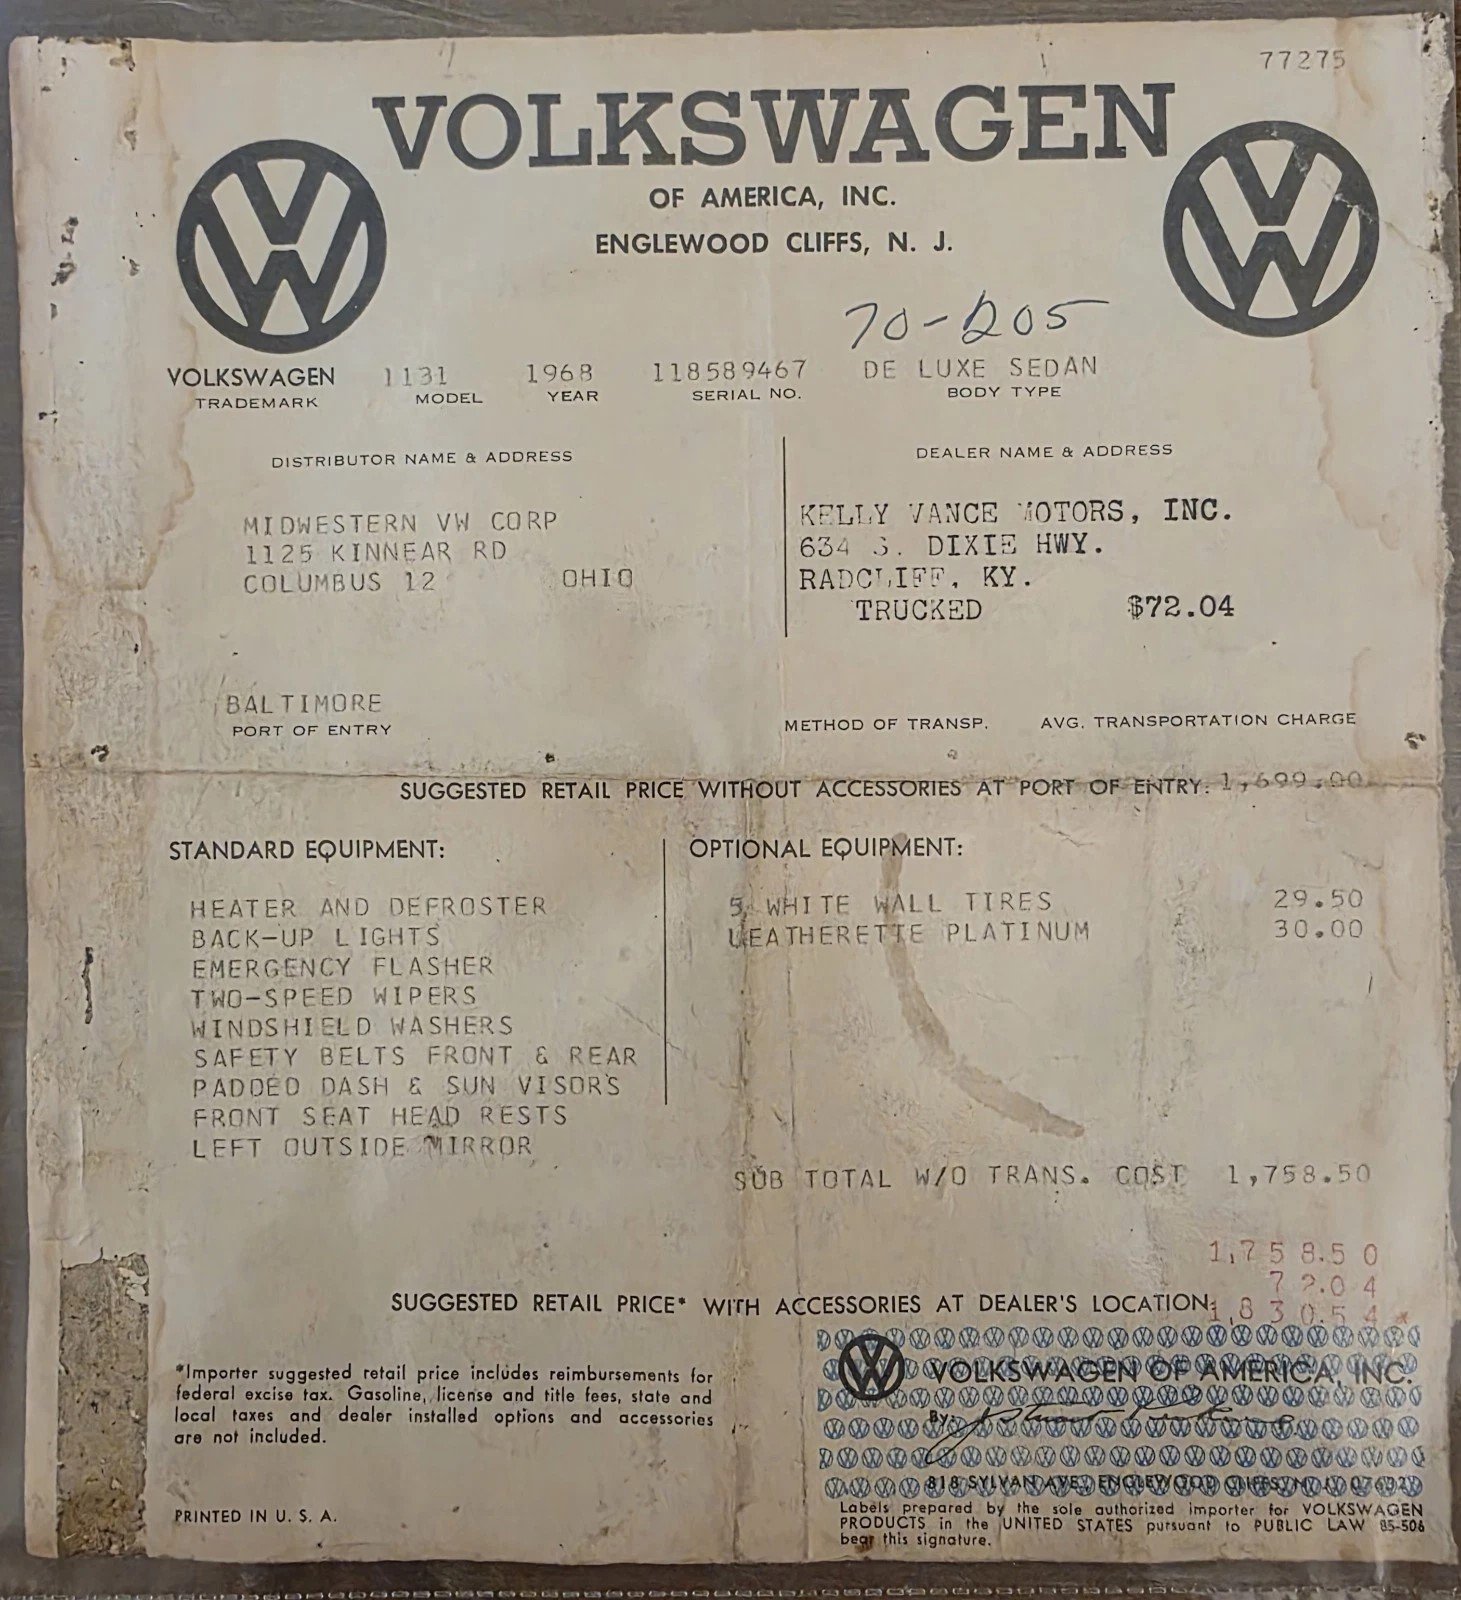 77275
VOLKSWAGEN
OF AMERICA, INC.
ENGLEWOOD CLIFFS, N. J.
70-D205
VOLKSWAGEN 1131 1968 118589467 DE LUXE SEDAN
TRADEMARK MODEL YEAR SERIAL NO. BODY TYPE
DISTRIBUTOR NAME & ADDRESS
MIDWESTERN VW CORP
1125 KINNEAR RD
COLUMBUS 12 OHIO
DEALER NAME & ADDRESS
KELLY VANCE MOTORS, INC.
634 S. DIXIE HWY.
RADCLIFF, KY.
TRUCKED $72.04
BALTIMORE
PORT OF ENTRY
METHOD OF TRANSP. AVG. TRANSPORTATION CHARGE
SUGGESTED RETAIL PRICE WITHOUT ACCESSORIES AT PORT OF ENTRY: 1,699.00
STANDARD EQUIPMENT:
HEATER AND DEFROSTER
BACK-UP LIGHTS
EMERGENCY FLASHER
TWO-SPEED WIPERS
WINDSHIELD WASHERS
SAFETY BELTS FRONT & REAR
PADDED DASH & SUN VISORS
FRONT SEAT HEAD RESTS
LEFT OUTSIDE MIRROR
OPTIONAL EQUIPMENT:
5 WHITE WALL TIRES 29.50
LEATHERETTE PLATINUM 30.00
SUB TOTAL W/O TRANS. COST 1,758.50
1,758.50
72.04
SUGGESTED RETAIL PRICE* WITH ACCESSORIES AT DEALER'S LOCATION: 1,830.54*
*Importer suggested retail price includes reimbursements for
federal excise tax. Gasoline, license and title fees, state and
local taxes and dealer installed options and accessories
are not included.
PRINTED IN U. S. A.
VOLKSWAGEN OF AMERICA, INC.
By:
818 SYLVAN AVE., ENGLEWOOD CLIFFS, N. J. 07632
Labels prepared by the sole authorized importer for VOLKSWAGEN
PRODUCTS in the UNITED STATES pursuant to PUBLIC LAW 85-506
bear this signature.